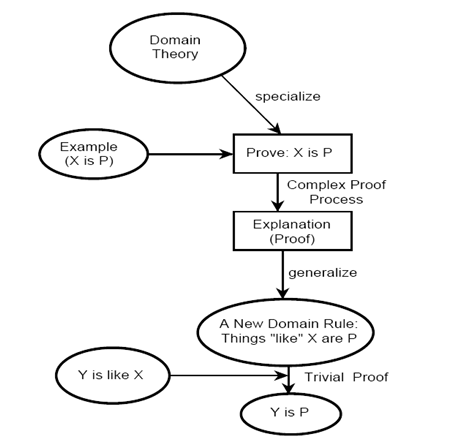 Domain
Theory
specialize
Example
(X is P)
Prove: X is P
Complex Proof
Process
Explanation
(Proof)
generalize
A New Domain Rule:
Things "like" X are P
Y is like X
Trivial Proof
Y is P